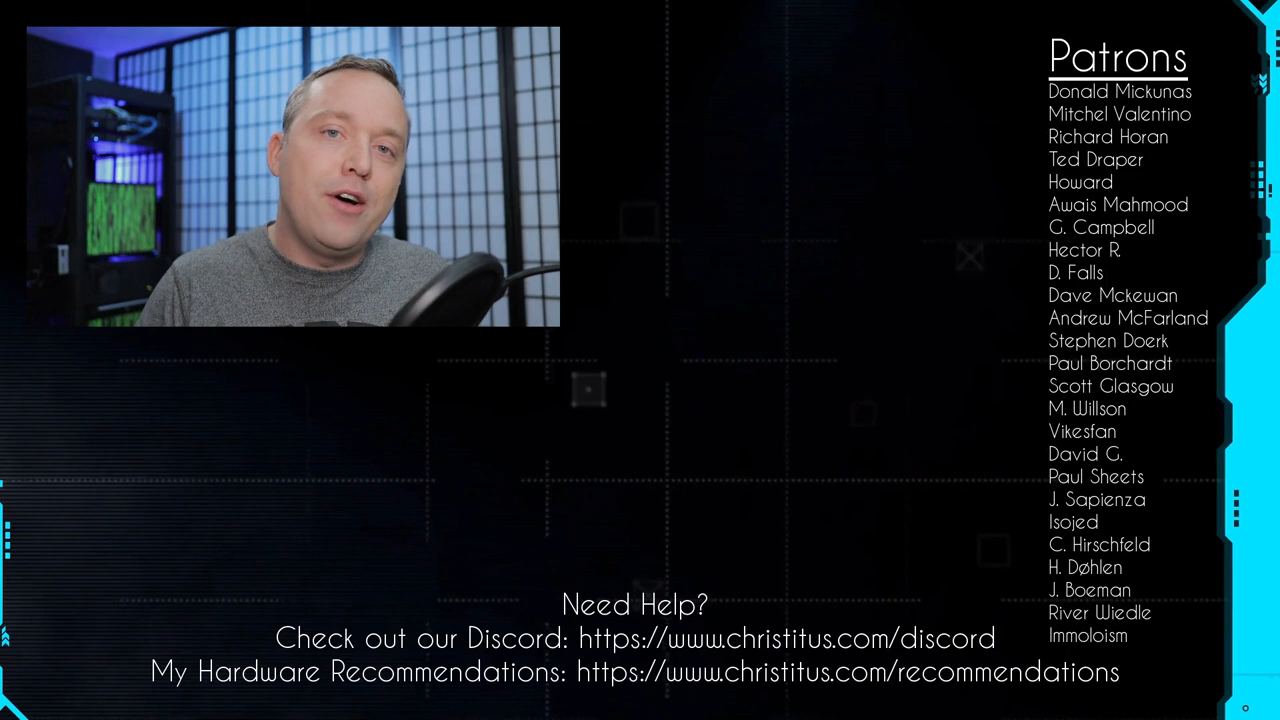 Patrons
Donald Mickunas
Mitchel Valentino
Richard Horan
Ted Draper
Howard
Awais Mahmood
G. Campbell
Hector R.
D. Falls
Dave Mckewan
Andrew McFarland
Stephen Doerk
Paul Borchardt
Scott Glasgow
M. Willson
Vikesfan
David G.
Paul Sheets
J. Sapienza
Isojed
C. Hirschfeld
H. Døhlen
J. Boeman
River Wiedle
Immoloism
Need Help?
Check out our Discord: https://www.christitus.com/discord
My Hardware Recommendations: https://www.christitus.com/recommendations